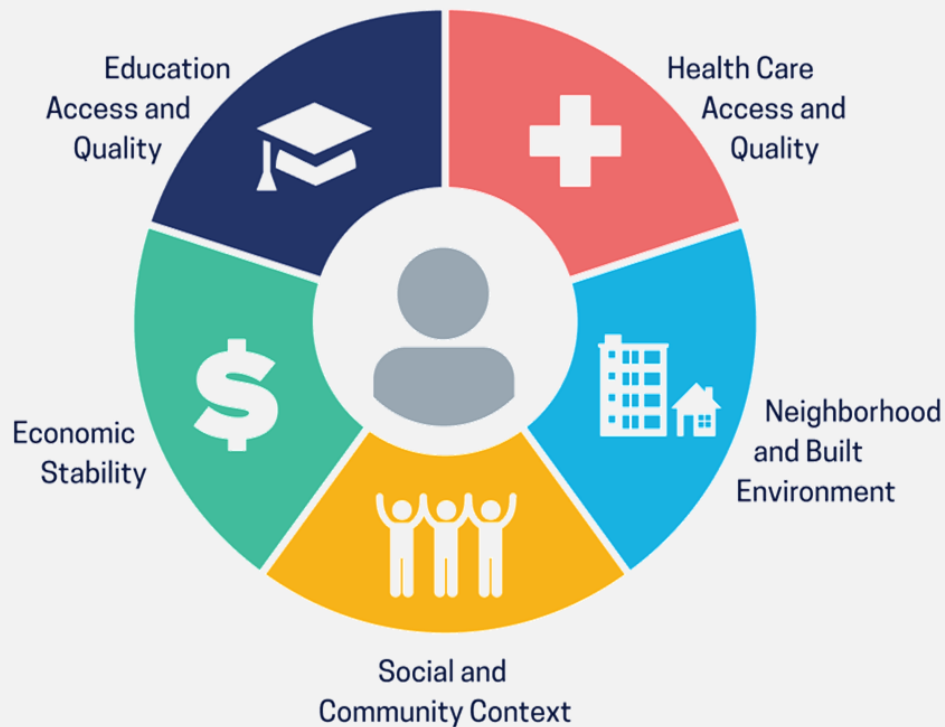 Education
Access and
Quality
Health Care
Access and
Quality
Economic
Stability
Neighborhood
and Built
Environment
Social and
Community Context